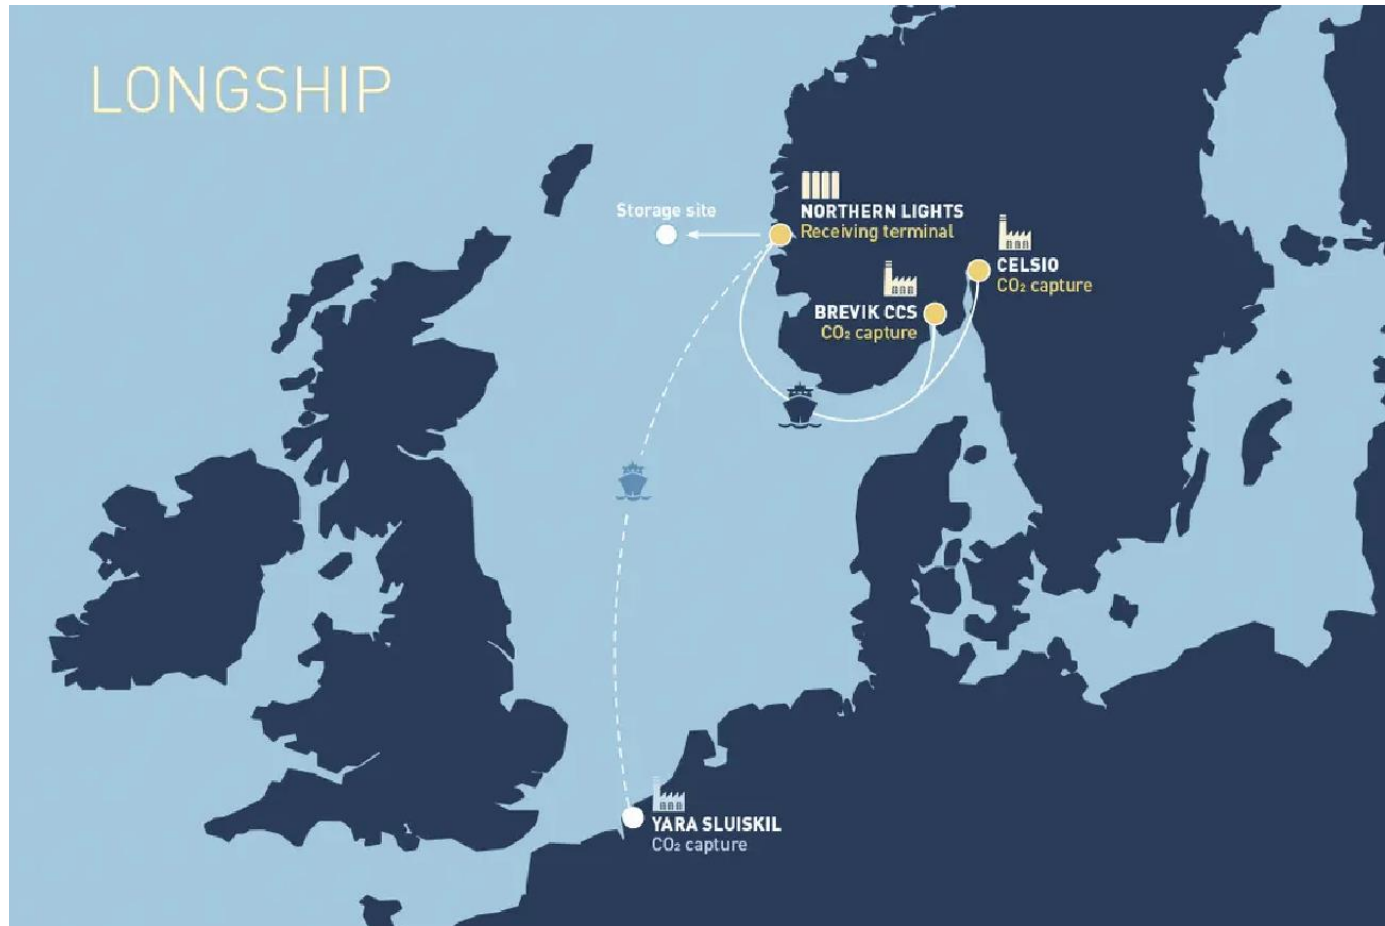 LONGSHIP
Storage site
NORTHERN LIGHTS
Receiving terminal
CELSIO
CO₂ capture
BREVIK CCS
CO₂ capture
YARA SLUISKIL
CO₂ capture